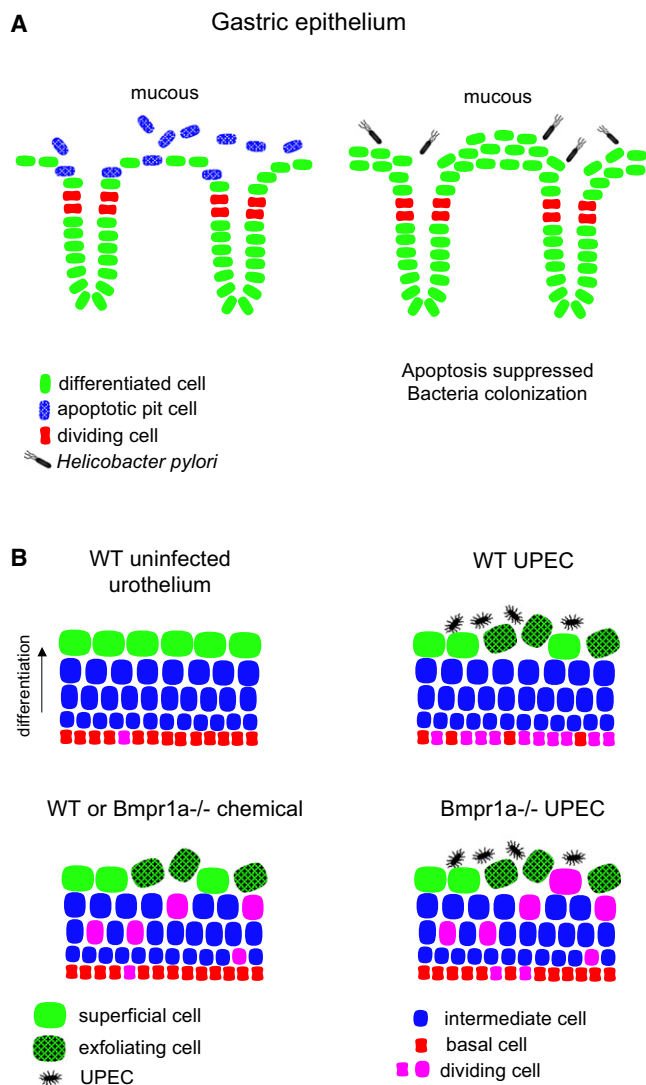 A
Gastric epithelium
mucous
mucous
differentiated cell
apoptotic pit cell
dividing cell
Helicobacter pylori
Apoptosis suppressed
Bacteria colonization
B
WT uninfected
urothelium
WT UPEC
differentiation
WT or Bmpr1a-/- chemical
Bmpr1a-/- UPEC
superficial cell
exfoliating cell
UPEC
intermediate cell
basal cell
dividing cell